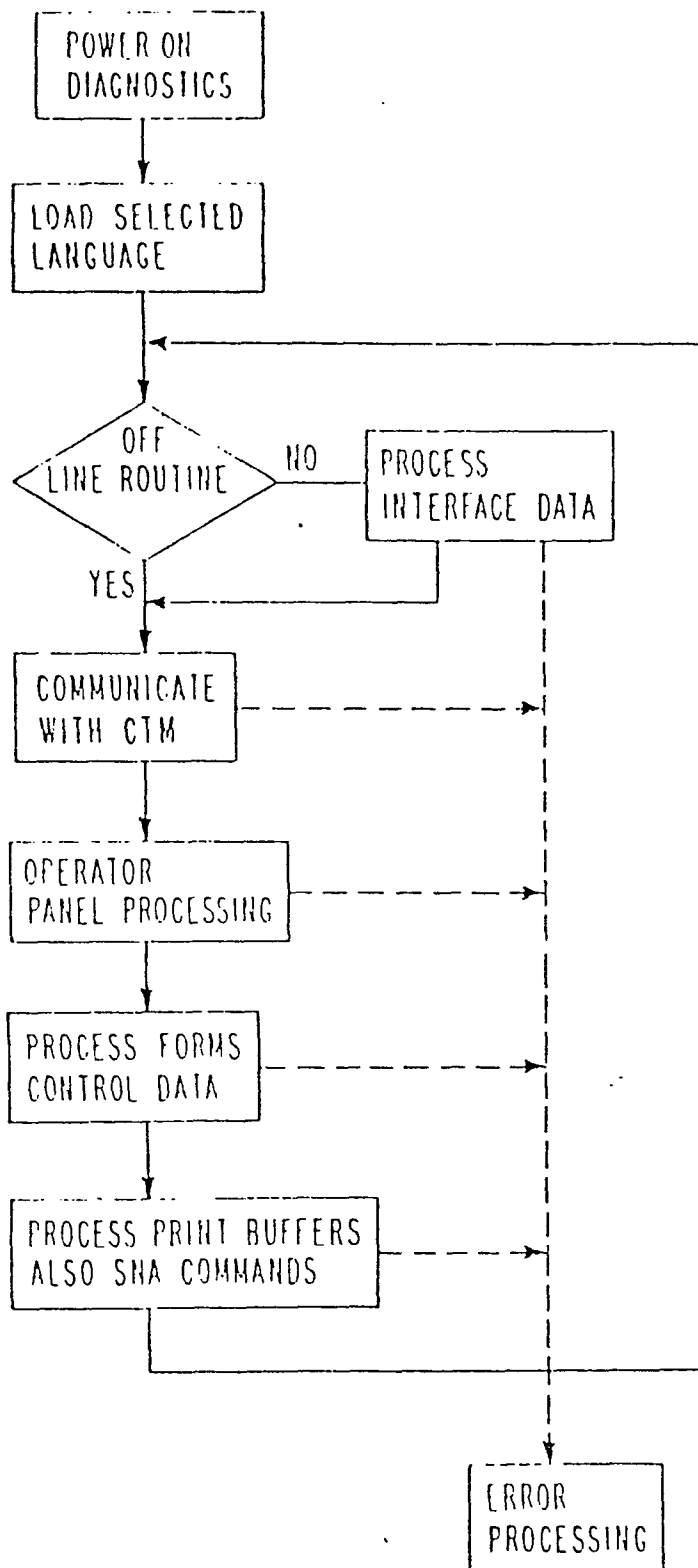 POWER ON
DIAGNOSTICS
LOAD SELECTED
LANGUAGE
OFF
LINE ROUTINE
NO
PROCESS
INTERFACE DATA
YES
COMMUNICATE
WITH CTM
OPERATOR
PANEL PROCESSING
PROCESS FORMS
CONTROL DATA
PROCESS PRINT BUFFERS
ALSO SNA COMMANDS
ERROR
PROCESSING